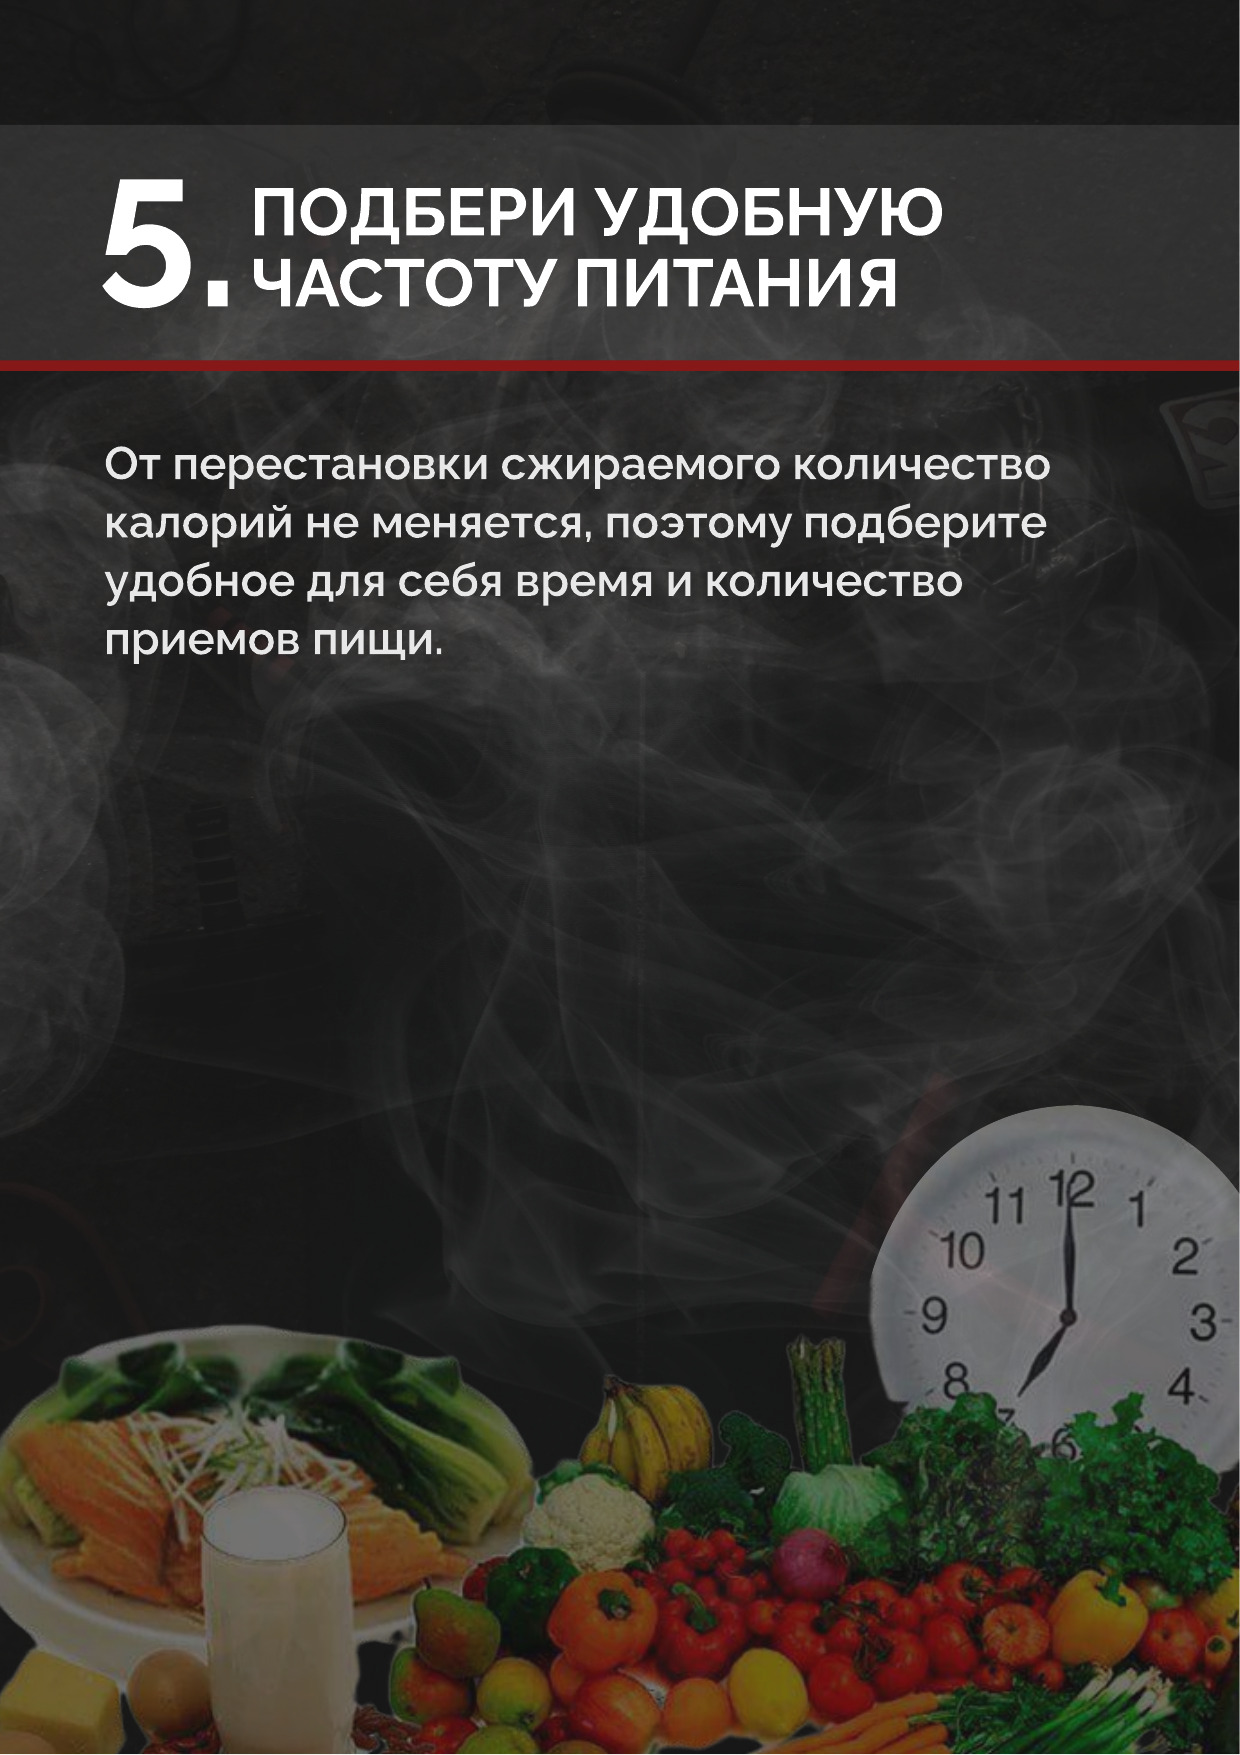 5. ПОДБЕРИ УДОБНУЮ
ЧАСТОТУ ПИТАНИЯ
От перестановки сжираемого количество
калорий не меняется, поэтому подберите
удобное для себя время и количество
приемов пищи.
11 12 1
10 2
9 3
8 4
7 6